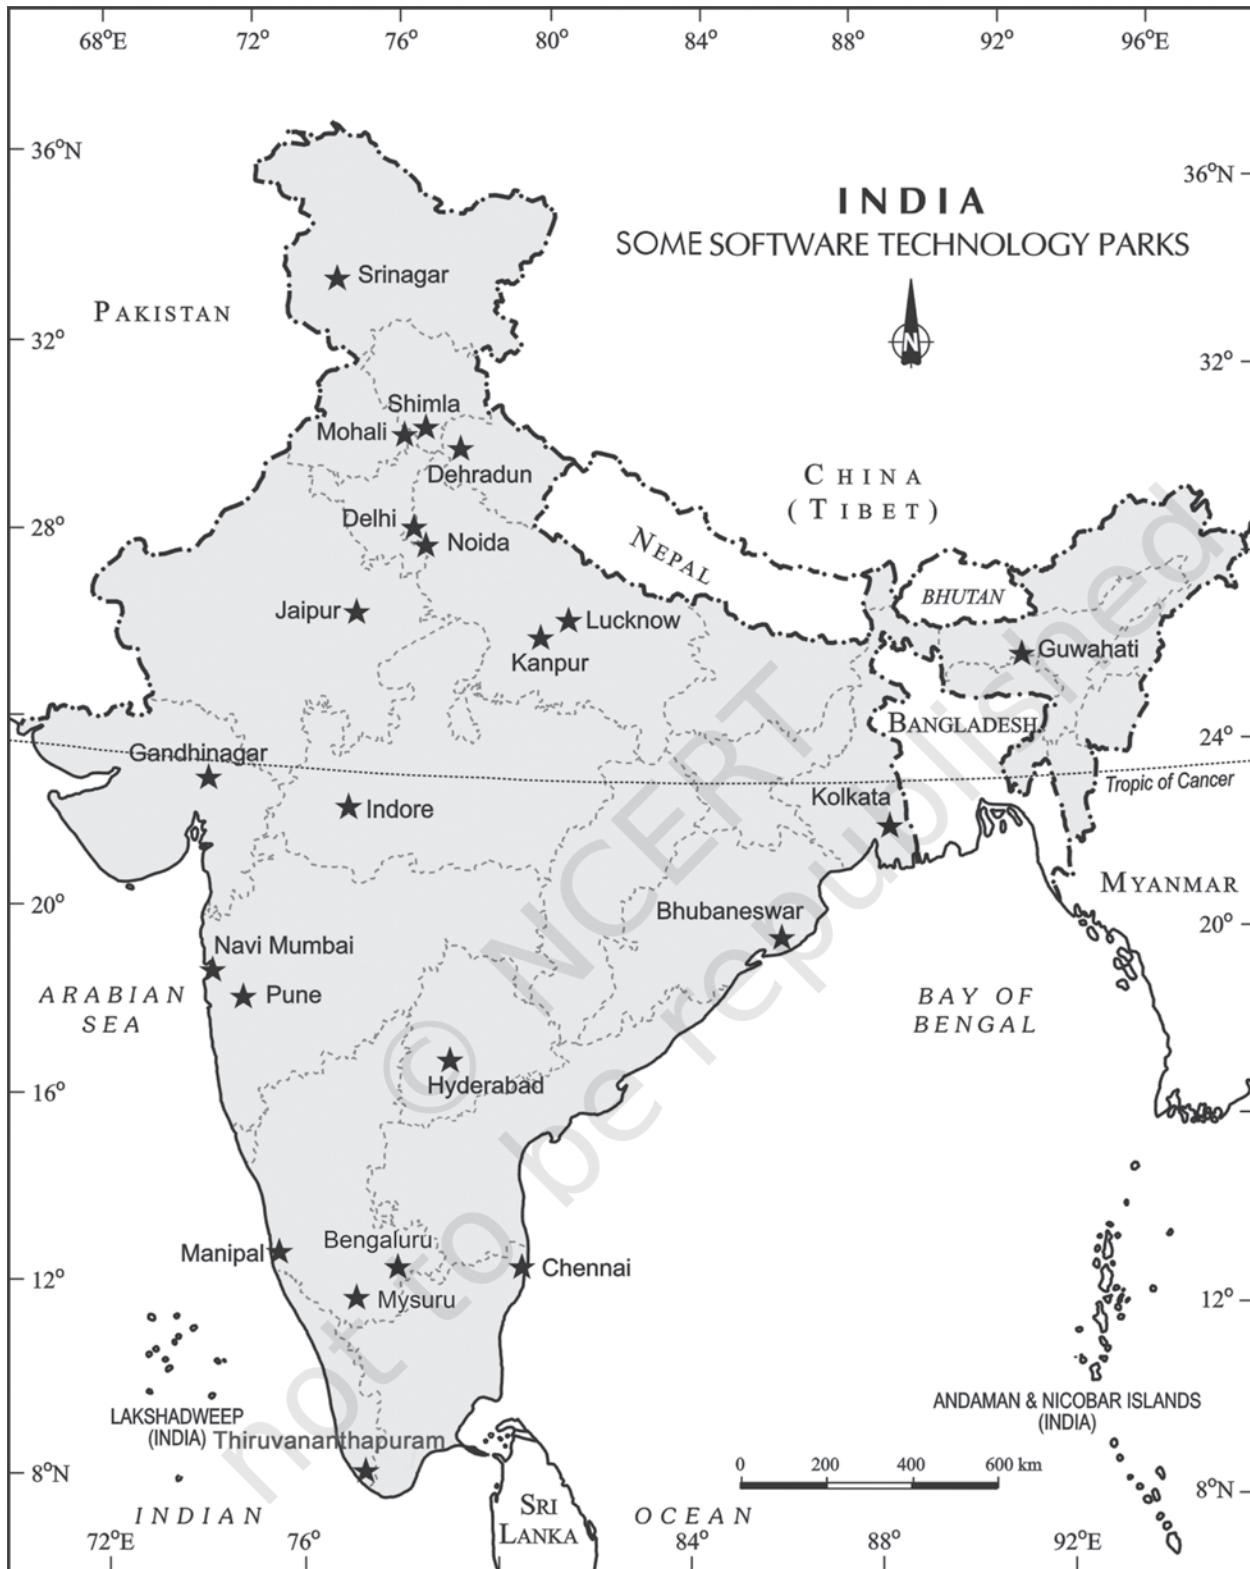 68°E 72° 76° 80° 84° 88° 92° 96°E
36°N
36°N
INDIA
SOME SOFTWARE TECHNOLOGY PARKS
N
Srinagar
PAKISTAN
32°
32°
Shimla
Mohali
Dehradun
CHINA
(TIBET)
Delhi
28°
Noida
NEPAL
BHUTAN
Jaipur
Lucknow
Kanpur
Guwahati
BANGLADESH
24°
Gandhinagar
Tropic of Cancer
Kolkata
Indore
MYANMAR
20°
Bhubaneswar
20°
Navi Mumbai
Pune
ARABIAN
SEA
BAY OF
BENGAL
Hyderabad
16°
Bengaluru
Manipal
Chennai
12°
Mysuru
12°
ANDAMAN & NICOBAR ISLANDS
(INDIA)
LAKSHADWEEP
(INDIA)
Thiruvananthapuram
8°N
0 200 400 600 km
8°N
SRI
LANKA
INDIAN OCEAN
72°E 76° 84° 88° 92°E
© NCERT
not to be republished